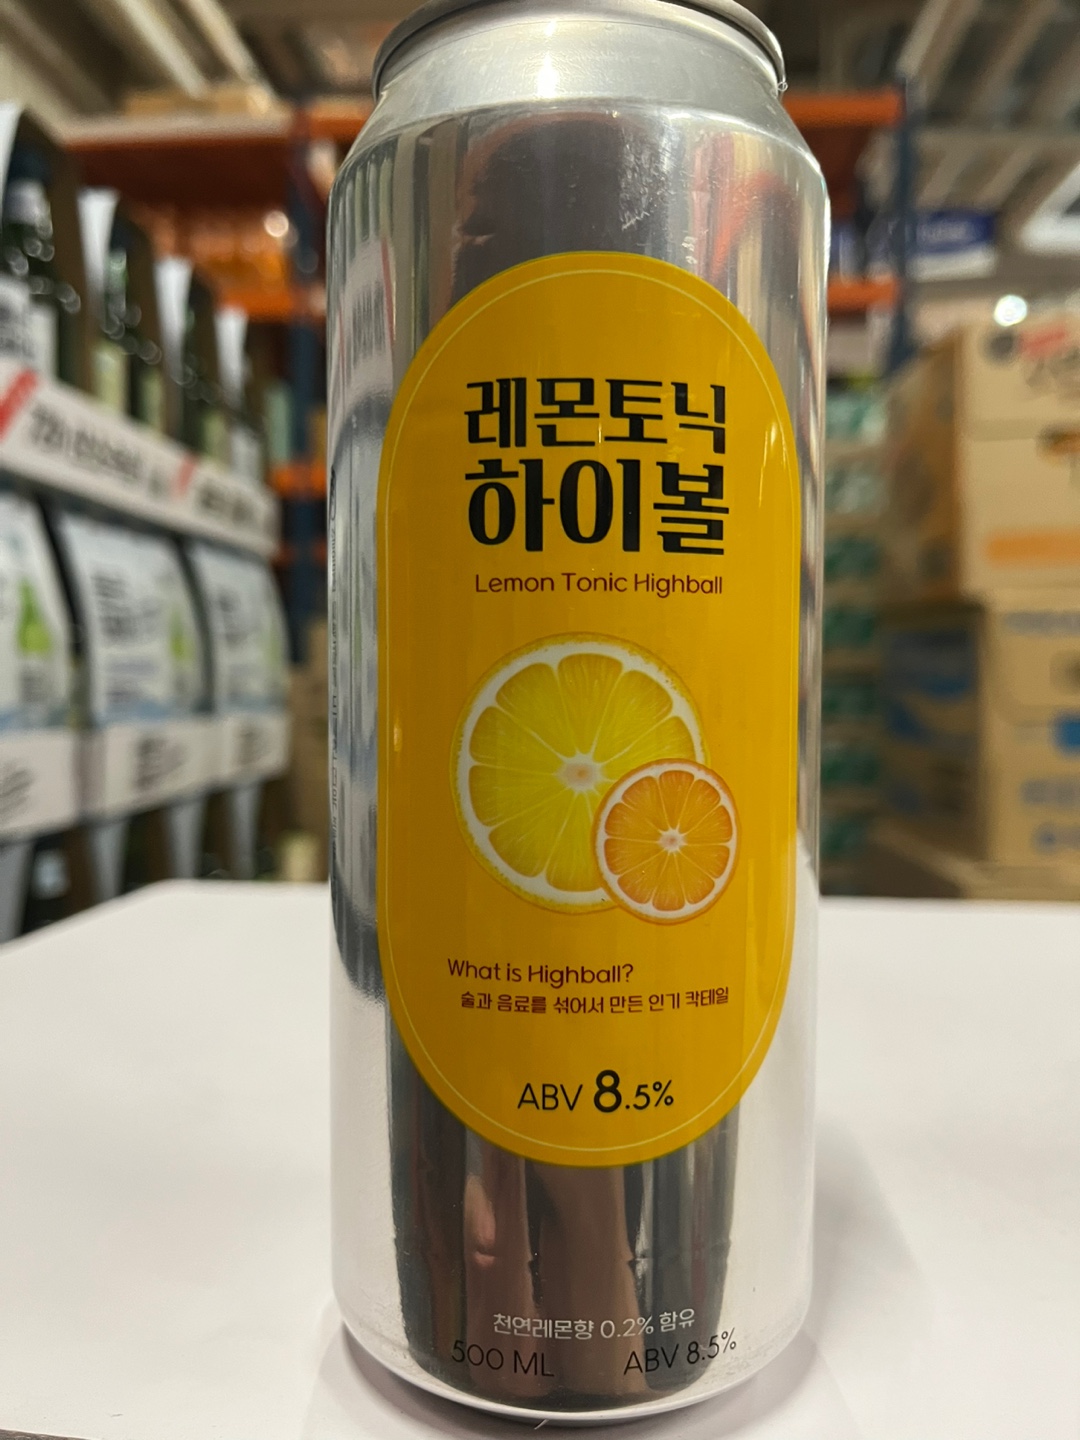 레몬토닉
하이볼
Lemon Tonic Highball
What is Highball?
술과 음료를 섞어서 만든 인기 칵테일
ABV 8.5%
천연레몬향 0.2% 함유
500 ML ABV 8.5%